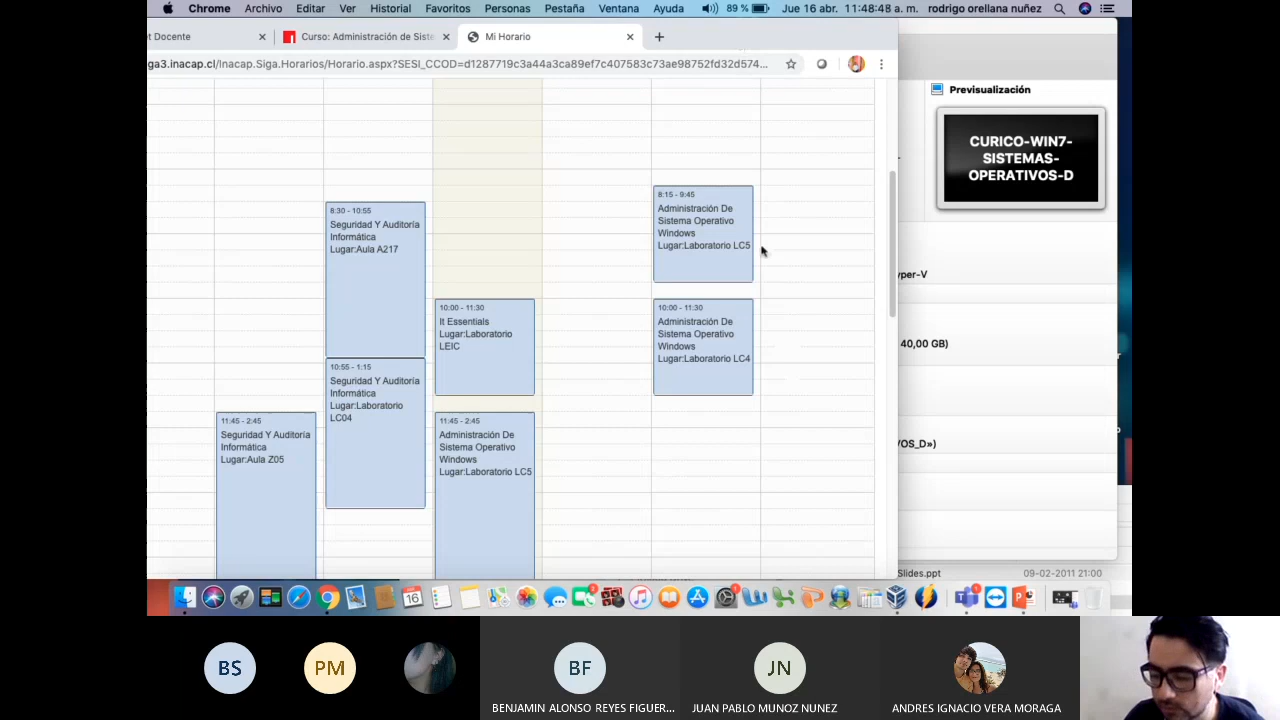 Chrome Archivo Editar Ver Historial Favoritos Personas Pestaña Ventana Ayuda 89 % Jue 16 abr. 11:48:48 a. m. rodrigo orellana nuñez
t Docente
Curso: Administración de Siste
Mi Horario
ga3.inacap.cl/Inacap.Siga.Horarios/Horario.aspx?SESI_CCOD=d1287719c3a44a3ca89ef7c407583c73ae98752fd32d574...
Previsualización
CURICO-WIN7-
SISTEMAS-
OPERATIVOS-D
8:15 - 9:45
Administración De
Sistema Operativo
Windows
Lugar:Laboratorio LC5
8:30 - 10:55
Seguridad Y Auditoría
Informática
Lugar:Aula A217
yper-V
10:00 - 11:30
It Essentials
Lugar:Laboratorio
LEIC
10:00 - 11:30
Administración De
Sistema Operativo
Windows
Lugar:Laboratorio LC4
40,00 GB)
10:55 - 1:15
Seguridad Y Auditoría
Informática
Lugar:Laboratorio
LC04
11:45 - 2:45
Seguridad Y Auditoría
Informática
Lugar:Aula Z05
11:45 - 2:45
Administración De
Sistema Operativo
Windows
Lugar:Laboratorio LC5
VOS_D»)
Slides.ppt 09-02-2011 21:00
16
BS
PM
BF
JN
BENJAMIN ALONSO REYES FIGUER...
JUAN PABLO MUNOZ NUNEZ
ANDRES IGNACIO VERA MORAGA